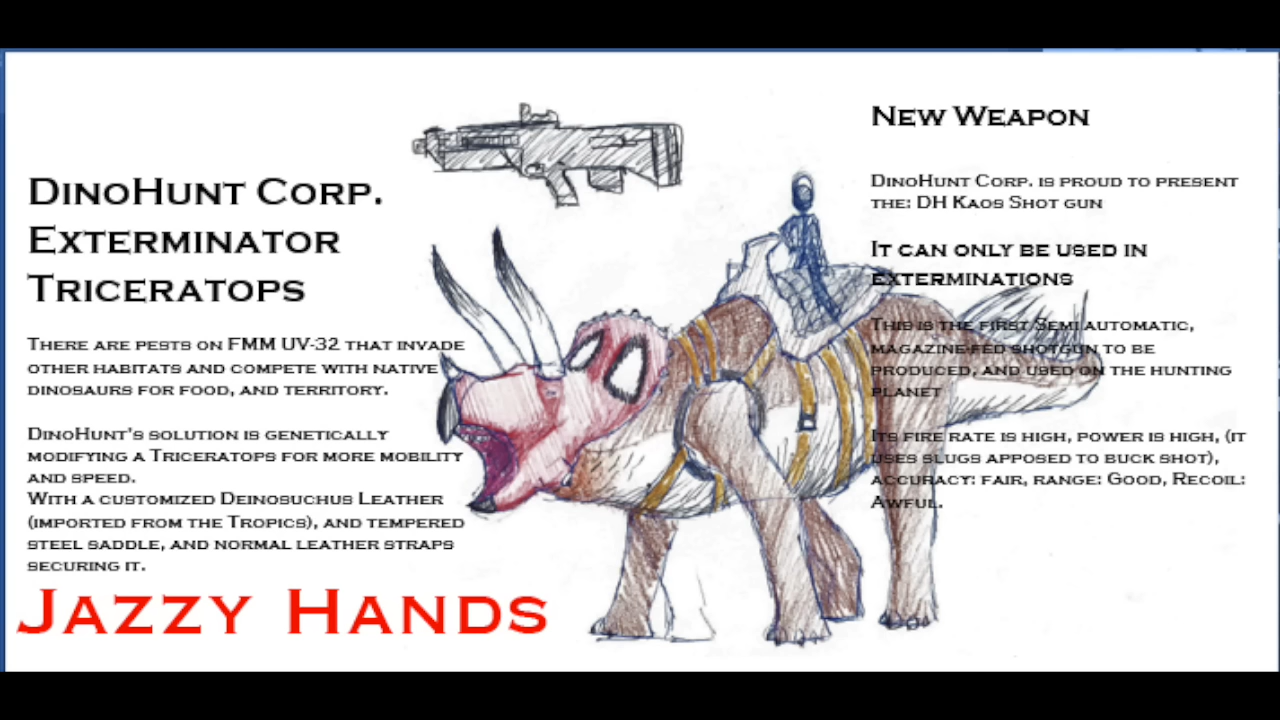 DinoHunt Corp.
Exterminator
Triceratops
There are pests on FMM UV-32 that invade
other habitats and compete with native
dinosaurs for food, and territory.
DinoHunt's solution is genetically
modifying a Triceratops for more mobility
and speed.
With a customized Deinosuchus Leather
(imported from the Tropics), and tempered
steel saddle, and normal leather straps
securing it.
Jazzy Hands
New Weapon
DinoHunt Corp. is proud to present
the: DH Kaos Shot gun
It can only be used in
exterminations
This is the first Semi automatic,
magazine-fed shotgun to be
produced, and used on the hunting
planet
Its fire rate is high, power is high, (it
uses slugs apposed to buck shot),
accuracy: fair, range: Good, Recoil:
Awful.